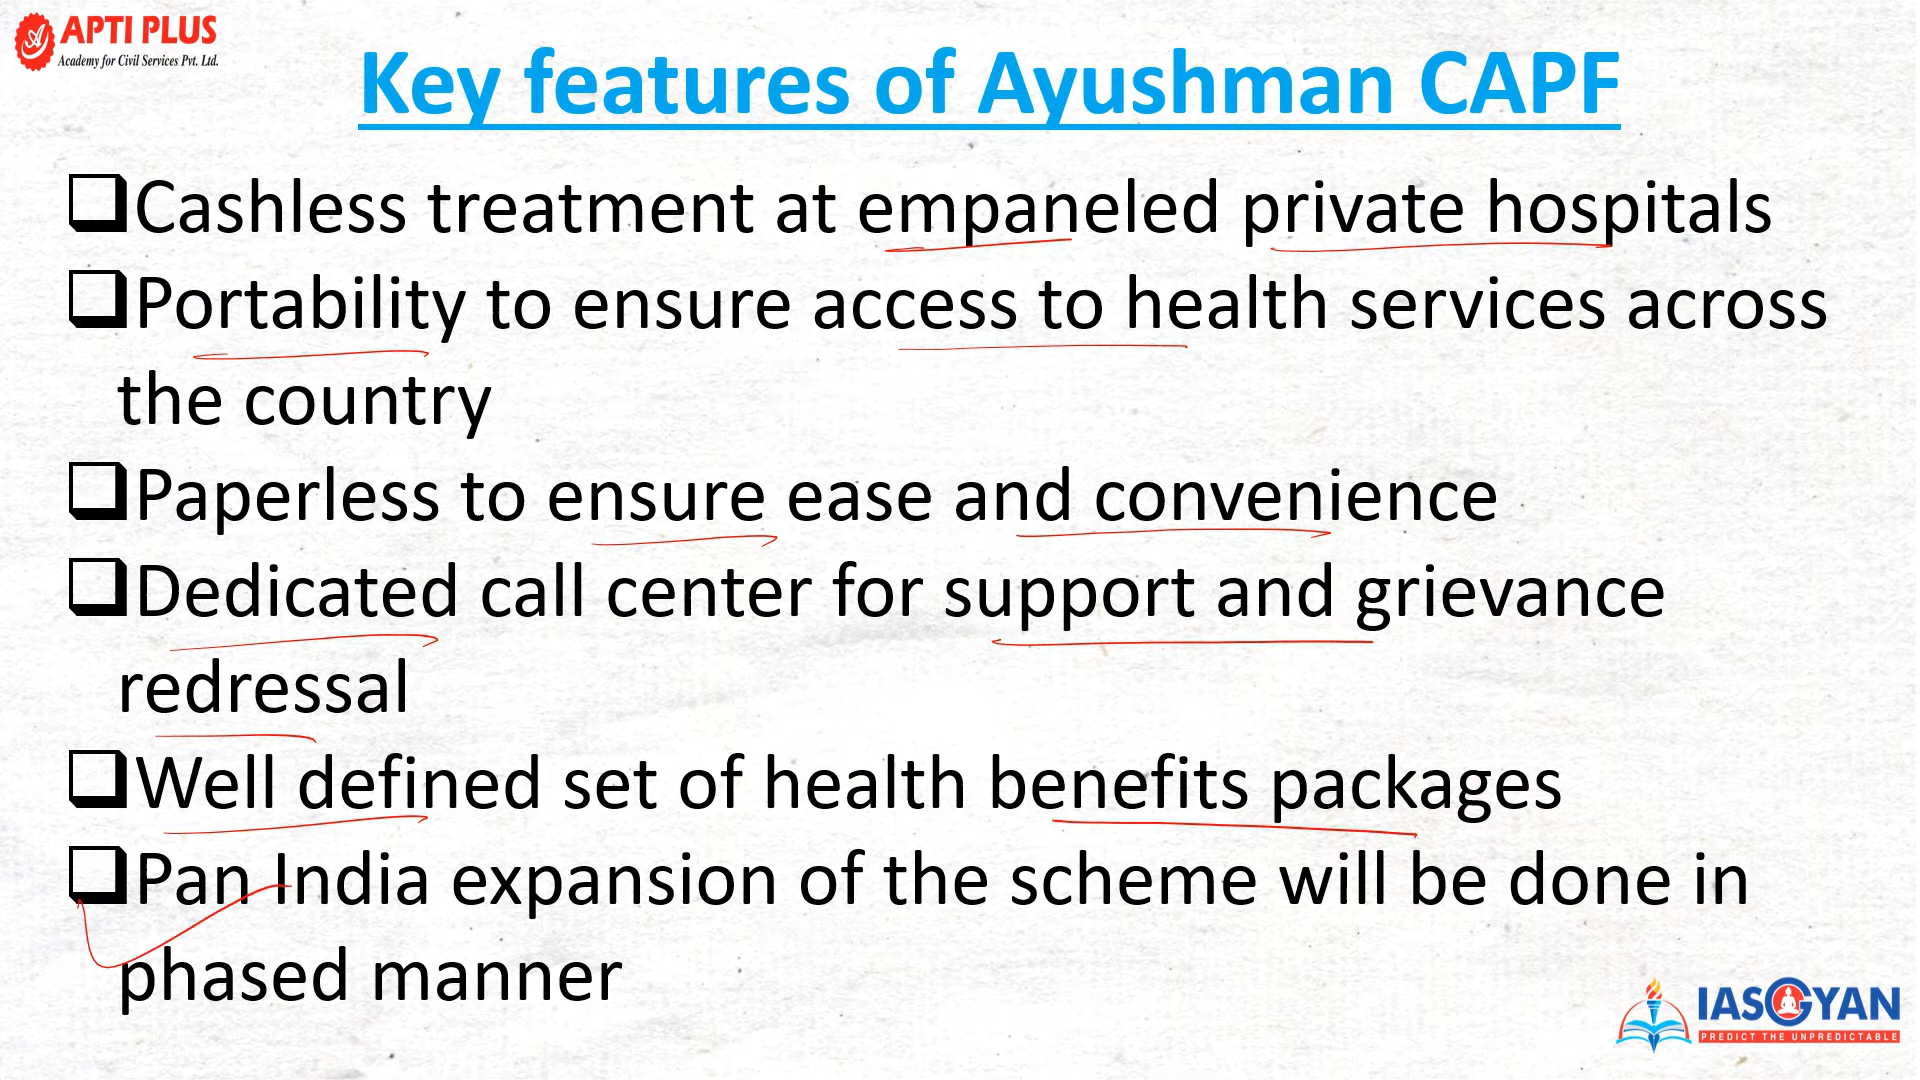 APTI PLUS
Academy for Civil Services Pvt. Ltd.
Key features of Ayushman CAPF
❑Cashless treatment at empaneled private hospitals
❑Portability to ensure access to health services across
the country
❑Paperless to ensure ease and convenience
❑Dedicated call center for support and grievance
redressal
❑Well defined set of health benefits packages
❑Pan India expansion of the scheme will be done in
phased manner
IASGYAN
PREDICT THE UNPREDICTABLE